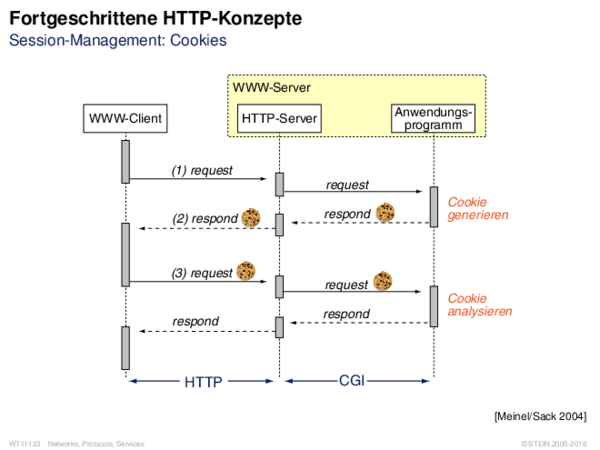 Fortgeschrittene HTTP-Konzepte
Session-Management: Cookies
WWW-Server
WWW-Client
HTTP-Server
Anwendungs-
programm
(1) request
request
Cookie
generieren
(2) respond
respond
(3) request
request
Cookie
analysieren
respond
respond
HTTP
CGI
[Meinel/Sack 2004]
WT:II-123 Networks, Protocols, Services
© STEIN 2005-2018